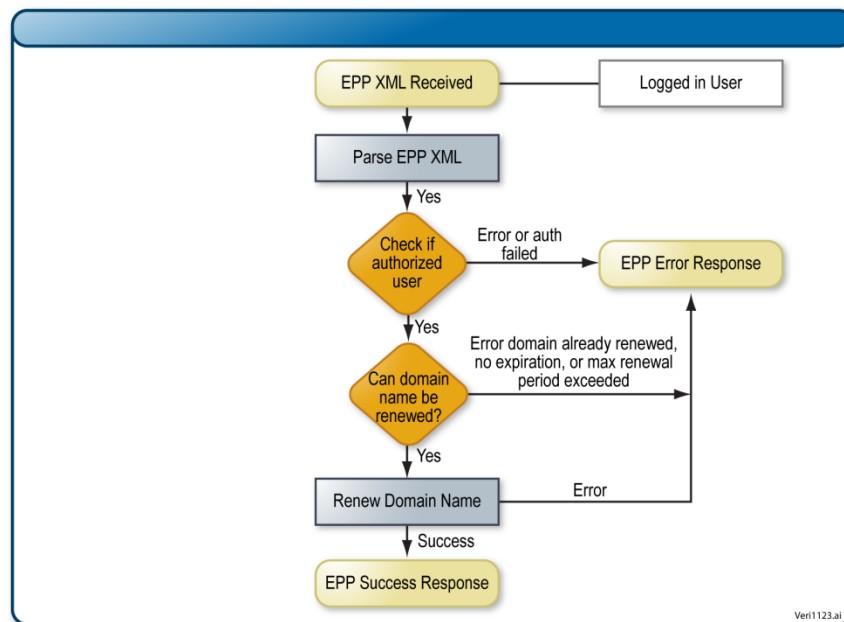 EPP XML Received
Logged in User
Parse EPP XML
Yes
Check if
authorized
user
Error or auth
failed
EPP Error Response
Yes
Error domain already renewed,
no expiration, or max renewal
period exceeded
Can domain
name be
renewed?
Yes
Renew Domain Name
Error
Success
EPP Success Response
Veri1123.ai